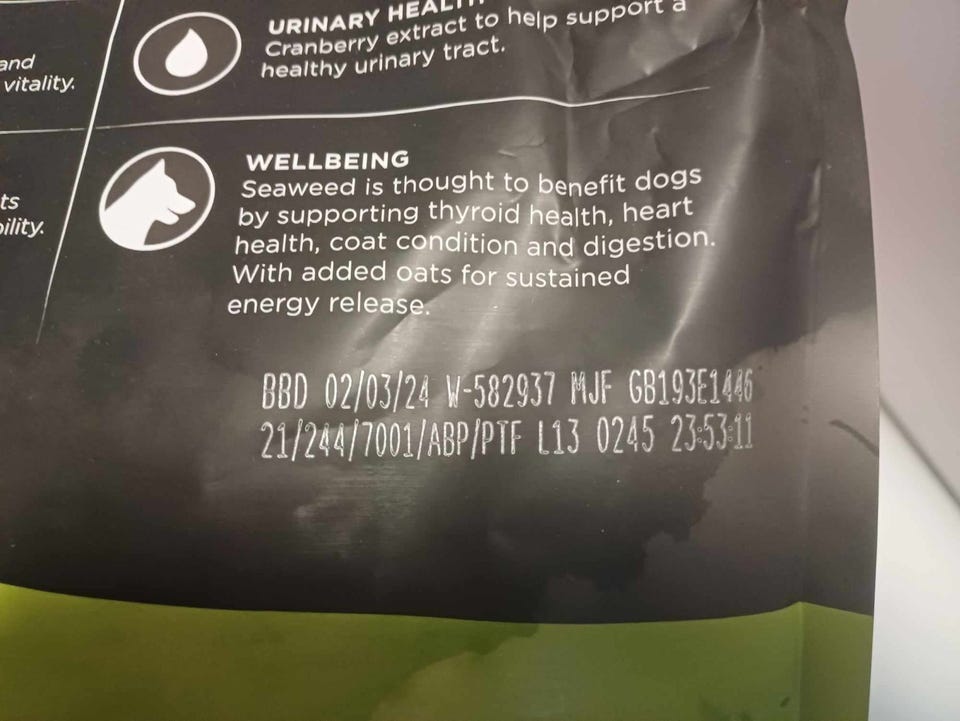 and
vitality.
ts
bility.
URINARY HEALTH
Cranberry extract to help support a
healthy urinary tract.
WELLBEING
Seaweed is thought to benefit dogs
by supporting thyroid health, heart
health, coat condition and digestion.
With added oats for sustained
energy release.
BBD 02/03/24 W-582937 MJF GB193E1446
21/244/7001/ABP/PTF L13 0245 23:53:11